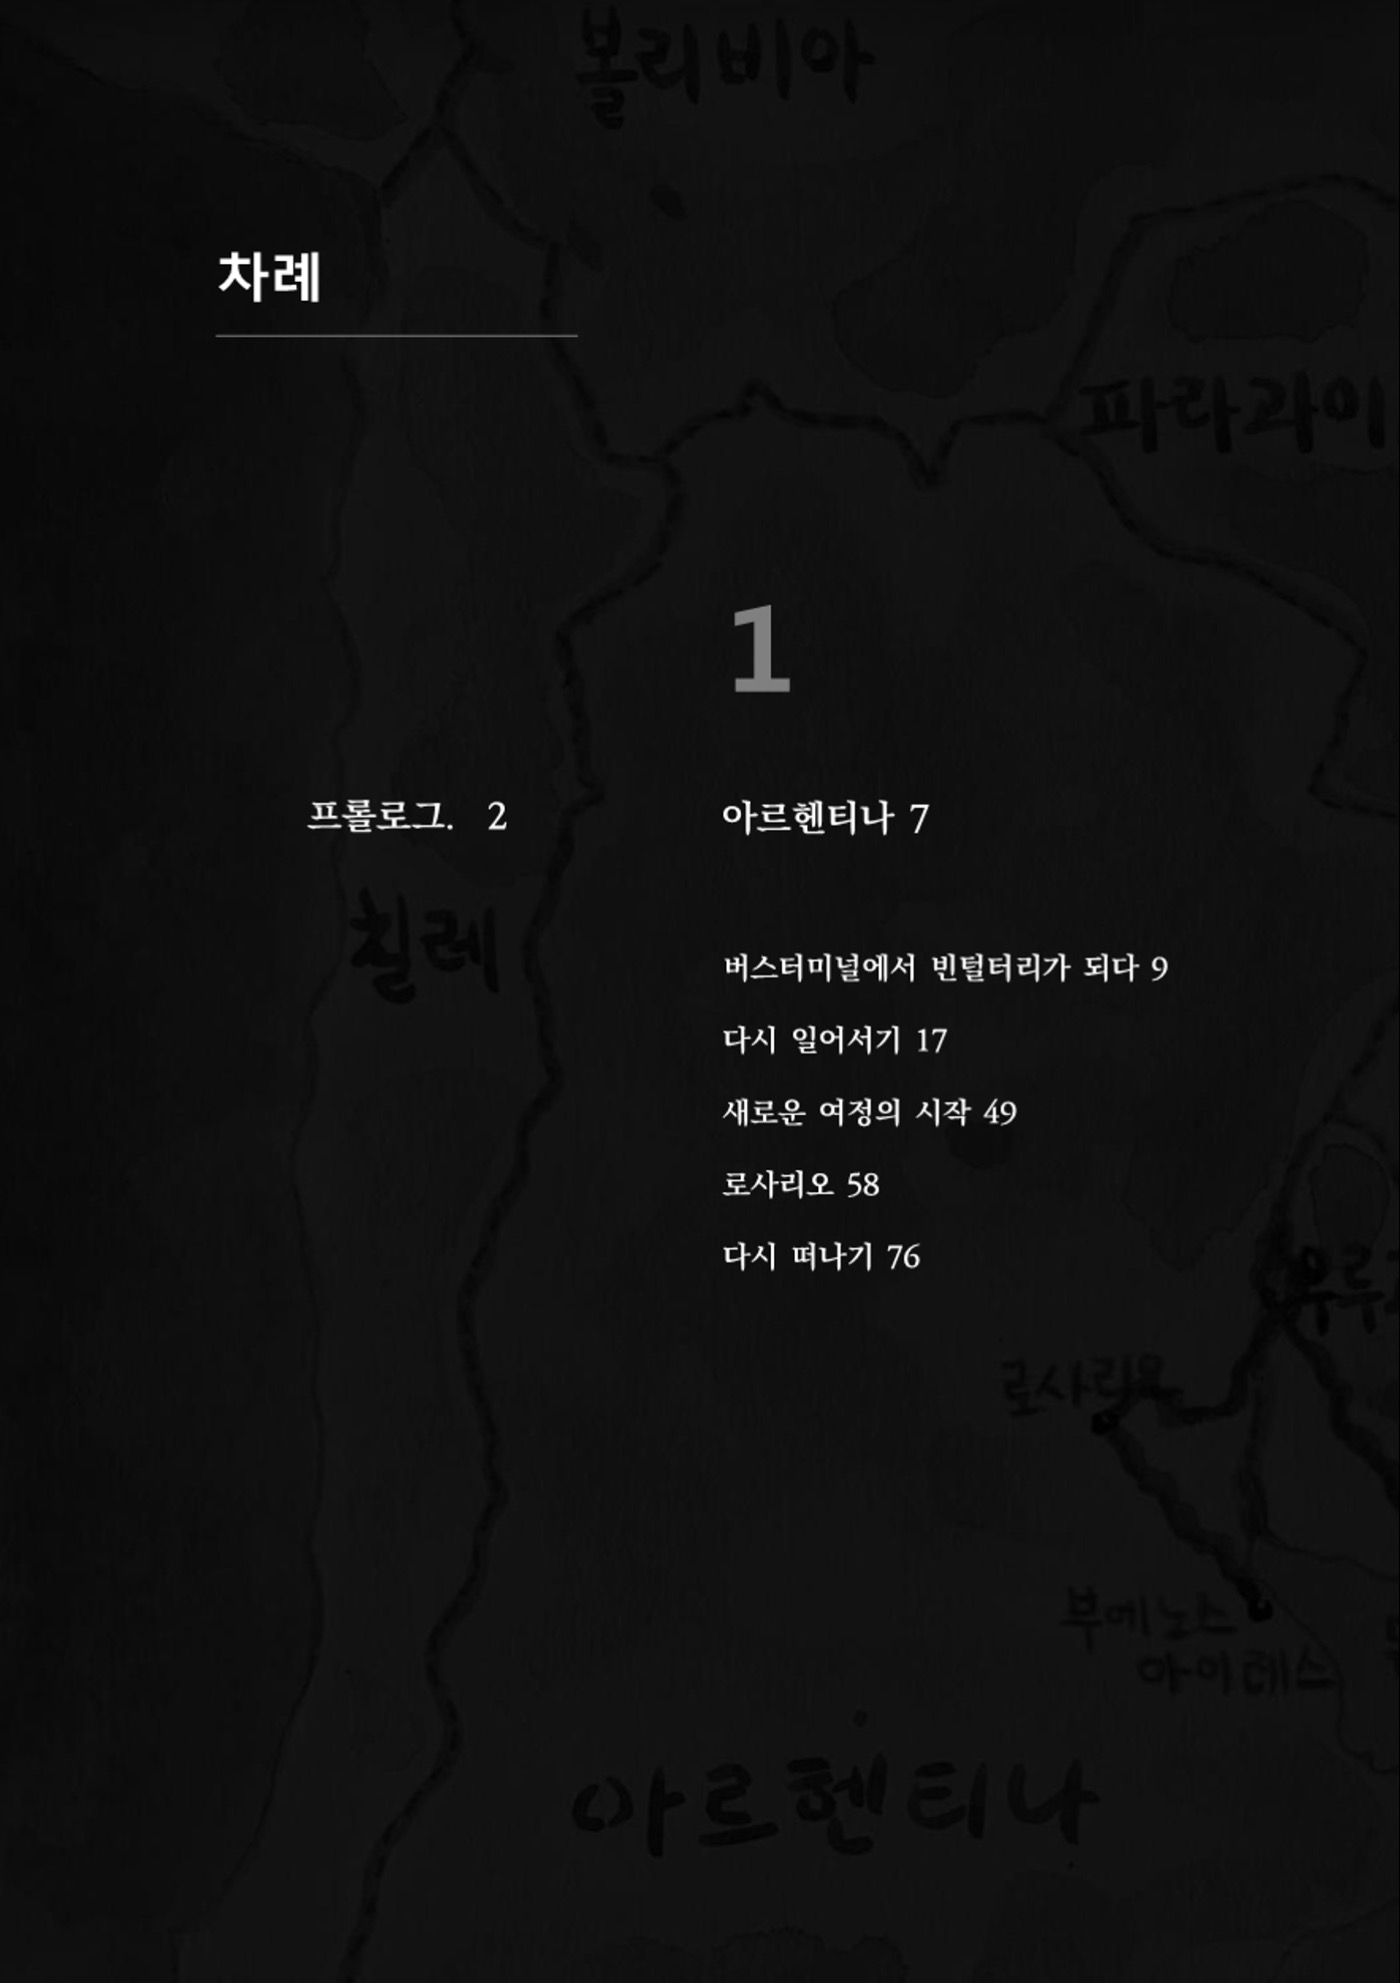 볼리비아
차례
파라과이
1
프롤로그. 2
아르헨티나 7
칠레
버스터미널에서 빈털터리가 되다 9
다시 일어서기 17
새로운 여정의 시작 49
로사리오 58
다시 떠나기 76
로사리오
부에노스
아이레스
아르헨티나